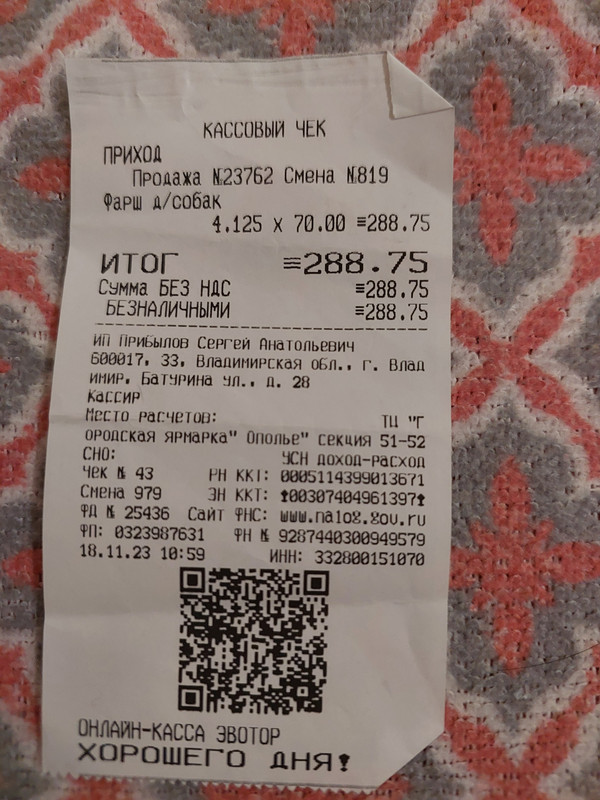 КАССОВЫЙ ЧЕК
ПРИХОД
Продажа №23762 Смена №819
Фарш д/собак
4.125 x 70.00 ≡288.75
ИТОГ ≡288.75
Сумма БЕЗ НДС ≡288.75
БЕЗНАЛИЧНЫМИ ≡288.75
ИП Прибылов Сергей Анатольевич
600017, 33, Владимирская обл., г. Влад
имир, Батурина ул., д. 28
Кассир
Место расчетов: ТЦ "Г
ородская ярмарка" Ополье" секция 51-52
СНО: УСН доход-расход
Чек № 43 РН ККТ: 0005114399013671
Смена 979 ЗН ККТ: 00307404961397
ФД № 25436 Сайт ФНС: www.nalog.gov.ru
ФП: 0323987631 ФН № 9287440300949579
18.11.23 10:59 ИНН: 332800151070
ОНЛАЙН-КАССА ЭВОТОР
ХОРОШЕГО ДНЯ!